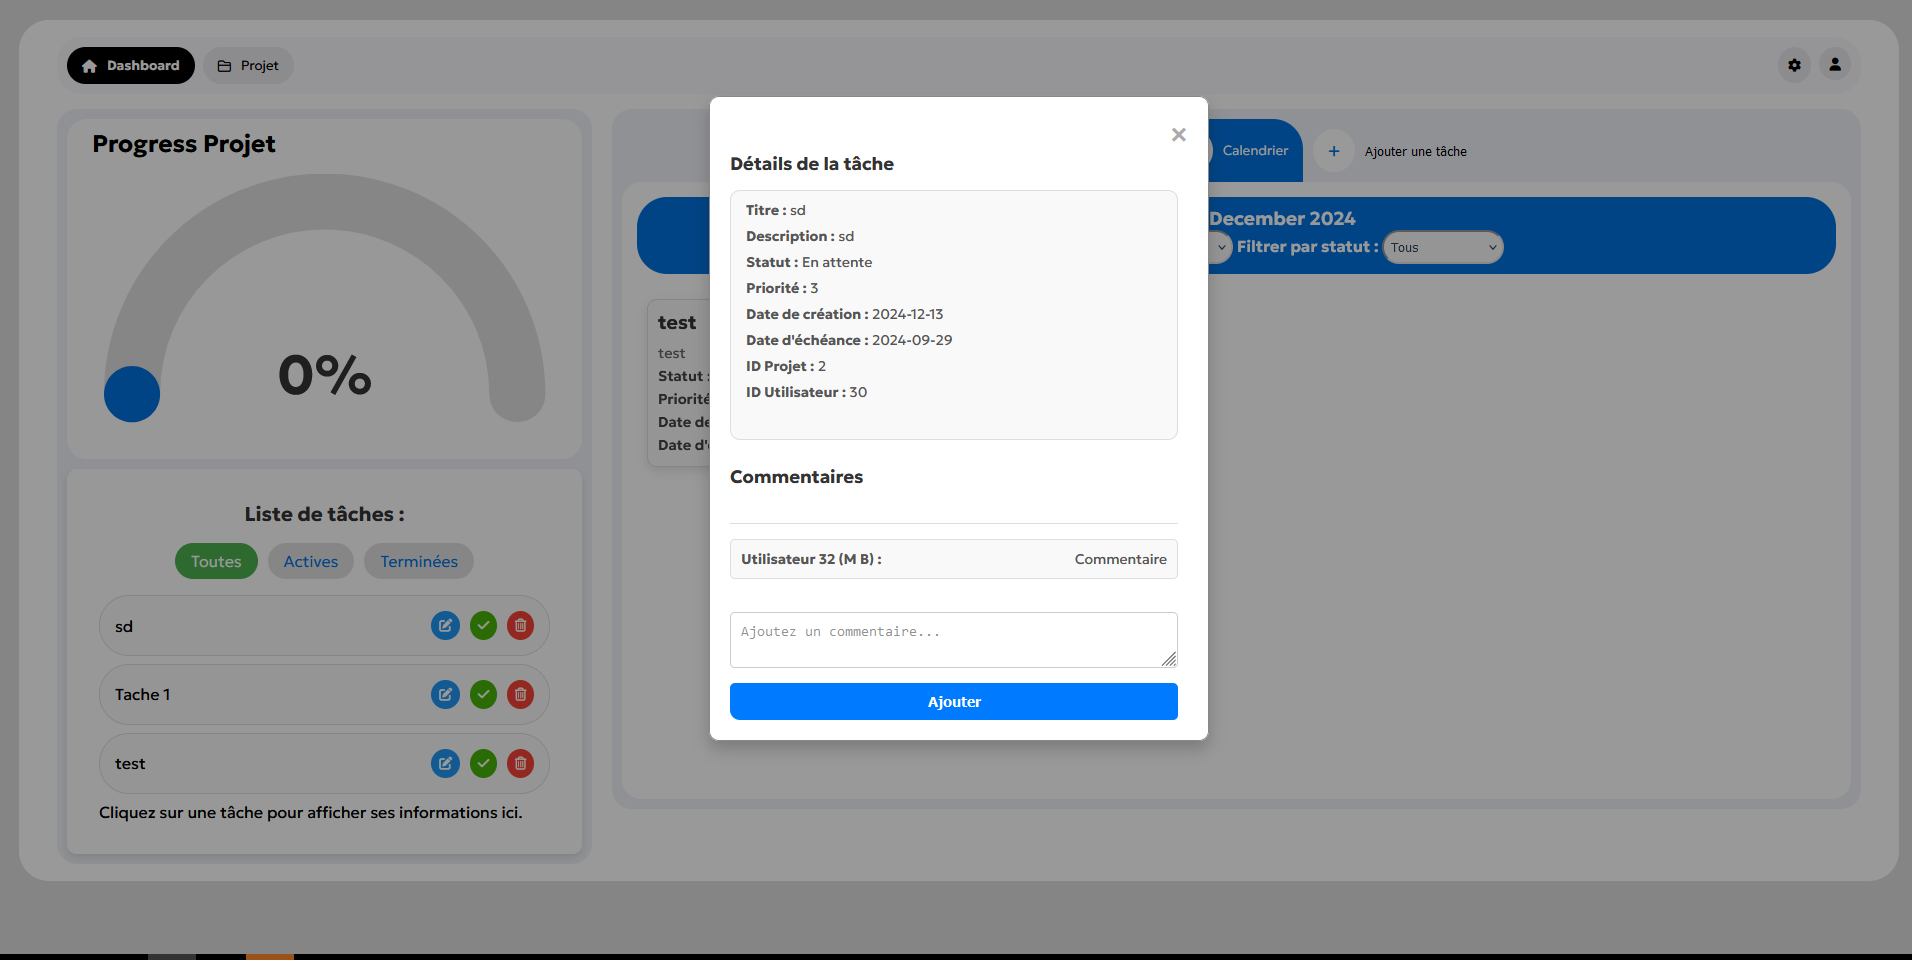 Dashboard
Projet
Progress Projet
0%
Liste de tâches :
Toutes
Actives
Terminées
sd
Tache 1
test
Cliquez sur une tâche pour afficher ses informations ici.
Calendrier
+
Ajouter une tâche
December 2024
Filtrer par statut :
Tous
test
test
Statut :
Priorité
Date de
Date d'
×
Détails de la tâche
Titre : sd
Description : sd
Statut : En attente
Priorité : 3
Date de création : 2024-12-13
Date d'échéance : 2024-09-29
ID Projet : 2
ID Utilisateur : 30
Commentaires
Utilisateur 32 (M B) :
Commentaire
Ajoutez un commentaire...
Ajouter